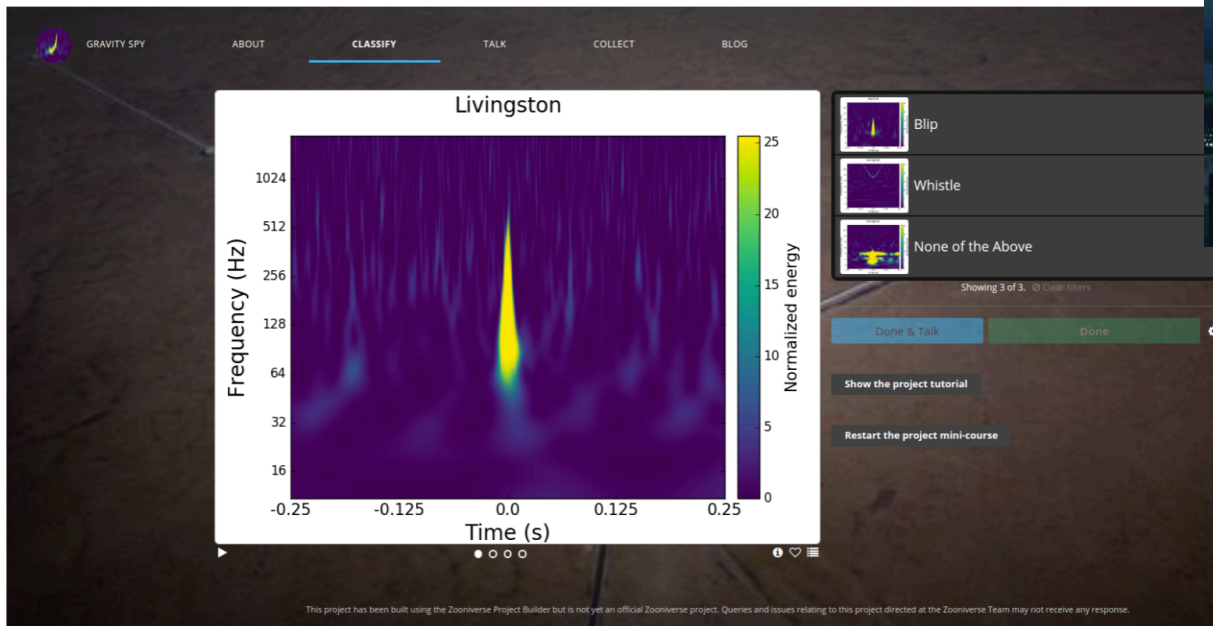 GRAVITY SPY ABOUT CLASSIFY TALK COLLECT BLOG
Livingston
Frequency (Hz)
1024
512
256
128
64
32
16
-0.25 -0.125 0.0 0.125 0.25
Time (s)
25
20
15
10
5
0
Normalized energy
Blip
Whistle
None of the Above
Showing 3 of 3. Clear filters
Done & Talk Done
Show the project tutorial
Restart the project mini-course
This project has been built using the Zooniverse Project Builder but is not yet an official Zooniverse project. Queries and issues relating to this project directed at the Zooniverse Team may not receive any response.